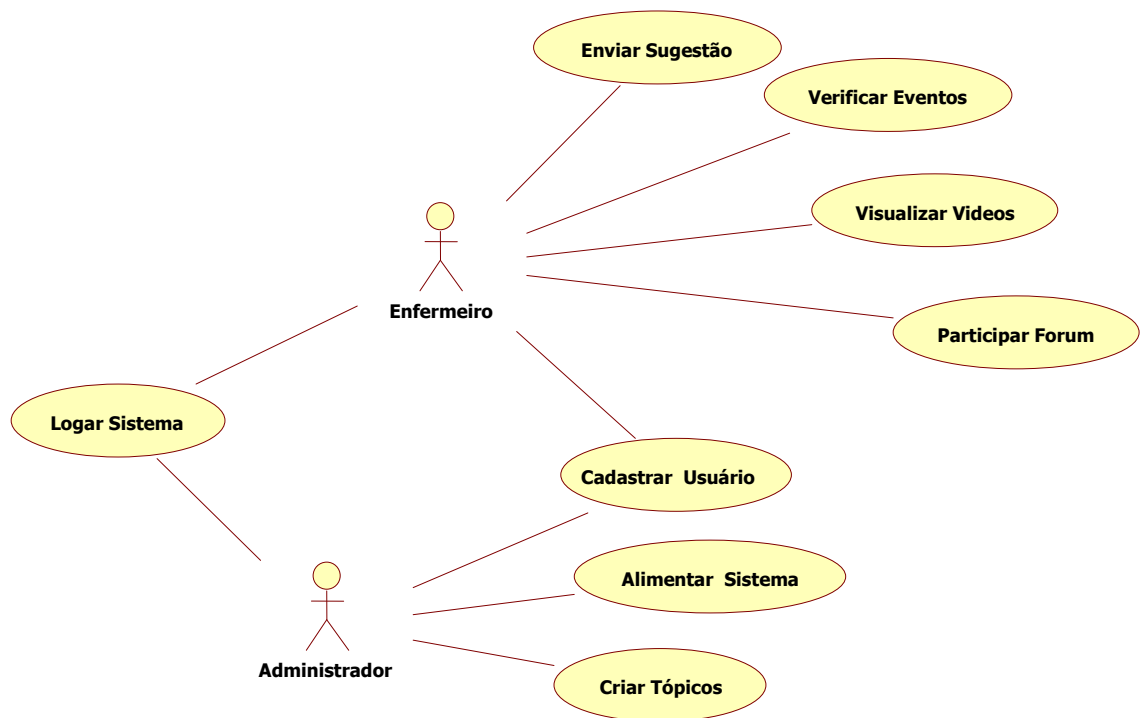 Enviar Sugestão
Verificar Eventos
Visualizar Videos
Enfermeiro
Participar Forum
Logar Sistema
Cadastrar  Usuário
Alimentar  Sistema
Administrador
Criar Tópicos